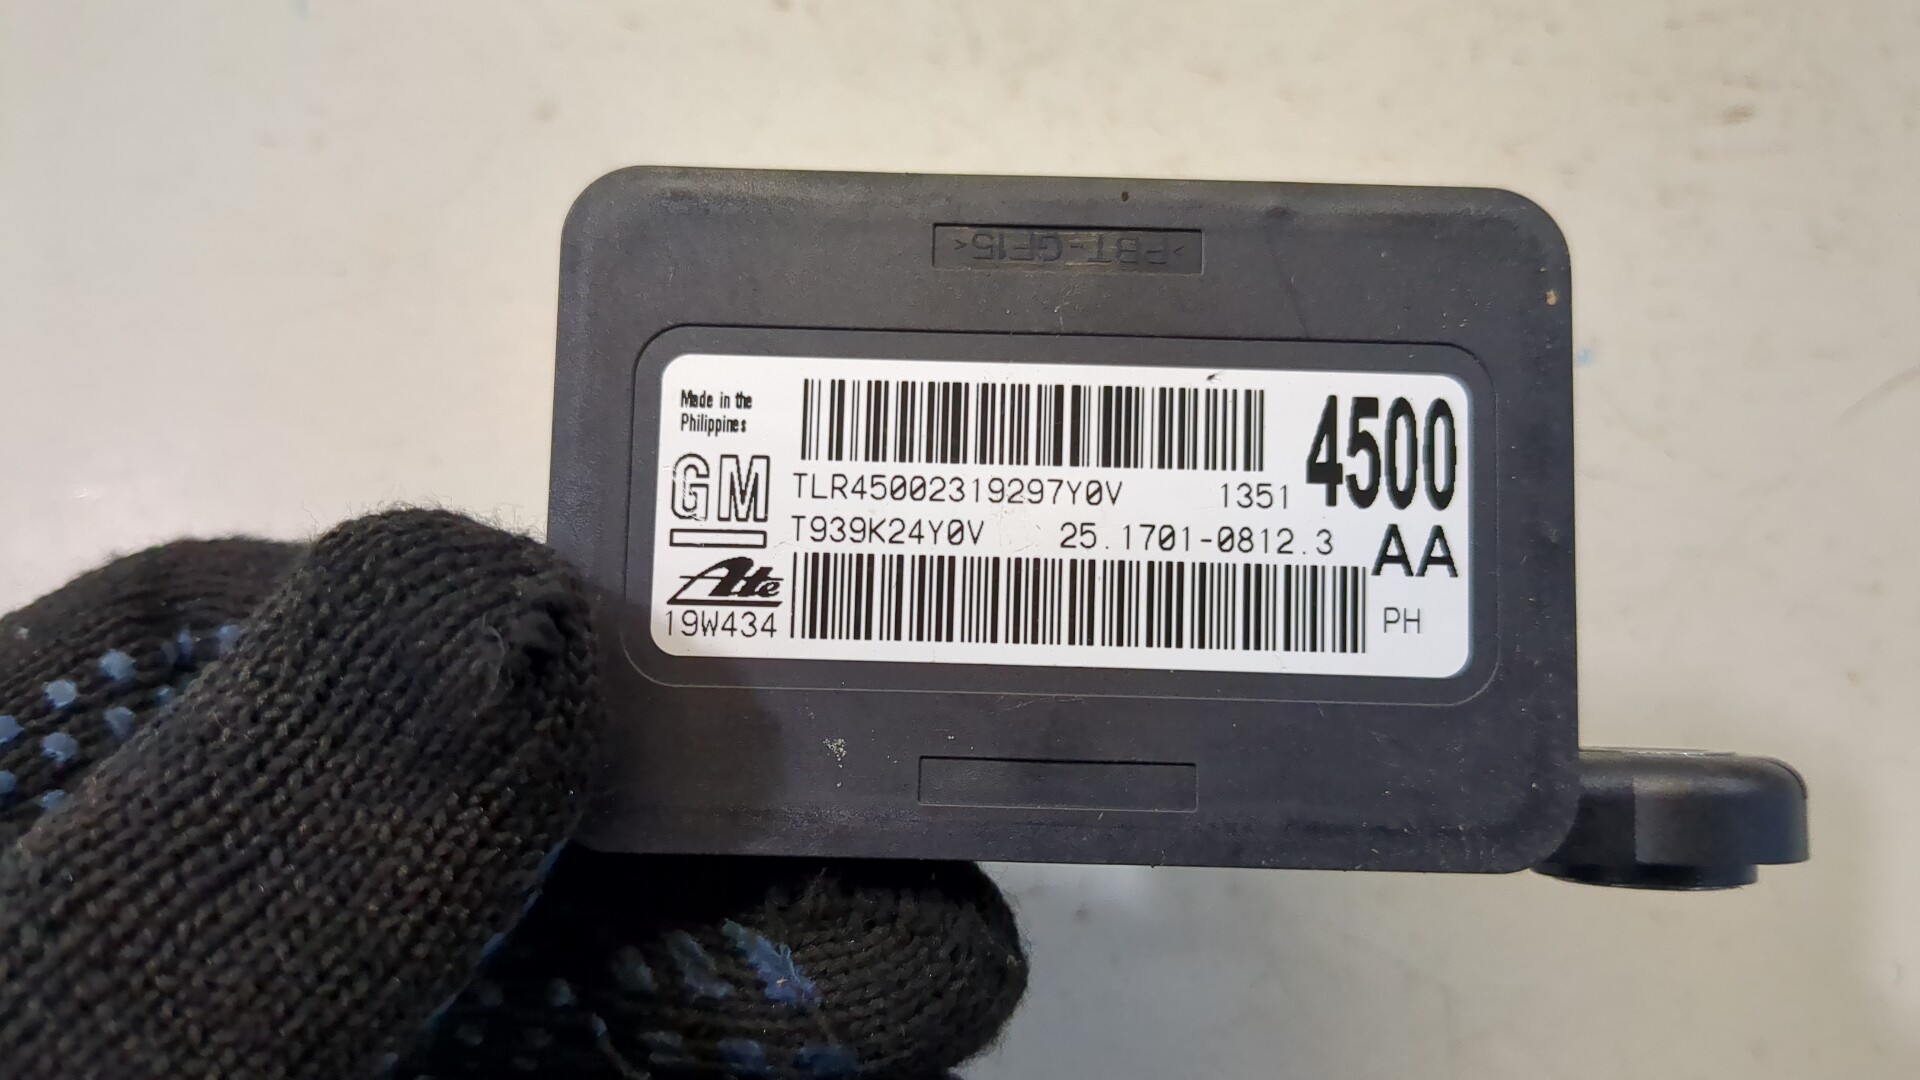 >PBT-GF15<
Made in the
Philippines
GM
TLR45002319297Y0V 1351
4500
T939K24Y0V 25.1701-0812.3
AA
Ate
19W434
PH